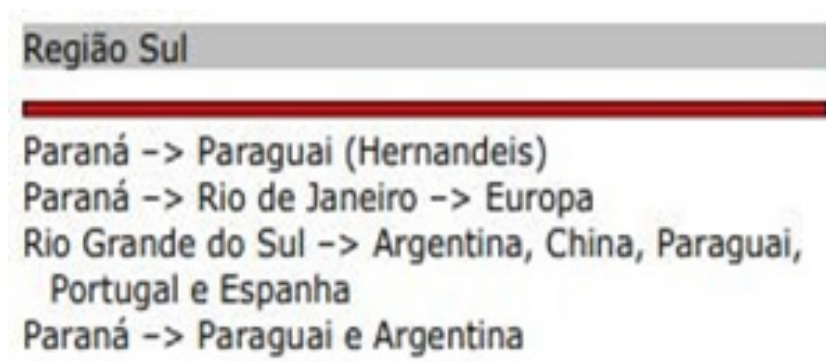 Região Sul
Paraná –> Paraguai (Hernandeis)
Paraná –> Rio de Janeiro –> Europa
Rio Grande do Sul –> Argentina, China, Paraguai,
Portugal e Espanha
Paraná –> Paraguai e Argentina